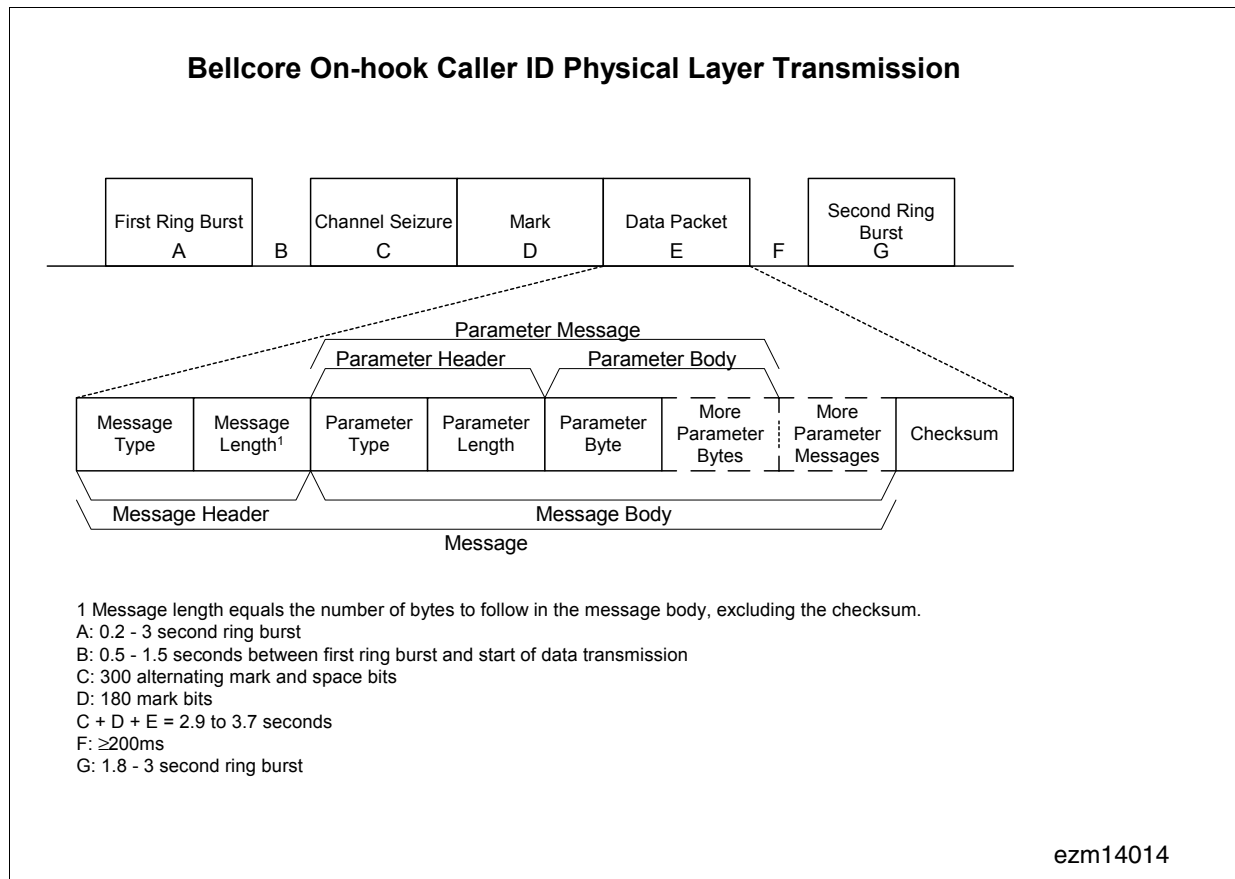 Bellcore On-hook Caller ID Physical Layer Transmission
First Ring Burst
A
B
Channel Seizure
C
Mark
D
Data Packet
E
F
Second Ring
Burst
G
Parameter Message
Parameter Header
Parameter Body
Message
Type
Message
Length¹
Parameter
Type
Parameter
Length
Parameter
Byte
More
Parameter
Bytes
More
Parameter
Messages
Checksum
Message Header
Message Body
Message
1 Message length equals the number of bytes to follow in the message body, excluding the checksum.
A: 0.2 - 3 second ring burst
B: 0.5 - 1.5 seconds between first ring burst and start of data transmission
C: 300 alternating mark and space bits
D: 180 mark bits
C + D + E = 2.9 to 3.7 seconds
F: ≥200ms
G: 1.8 - 3 second ring burst
ezm14014